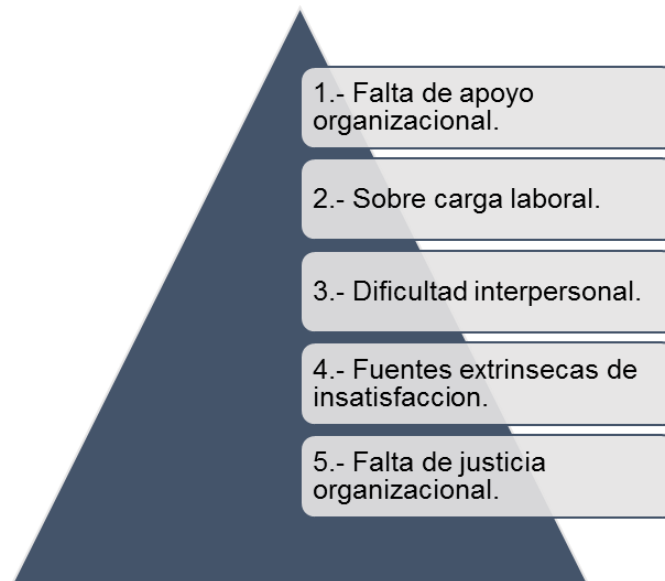 1.- Falta de apoyo
organizacional.
2.- Sobre carga laboral.
3.- Dificultad interpersonal.
4.- Fuentes extrinsecas de
insatisfaccion.
5.- Falta de justicia
organizacional.